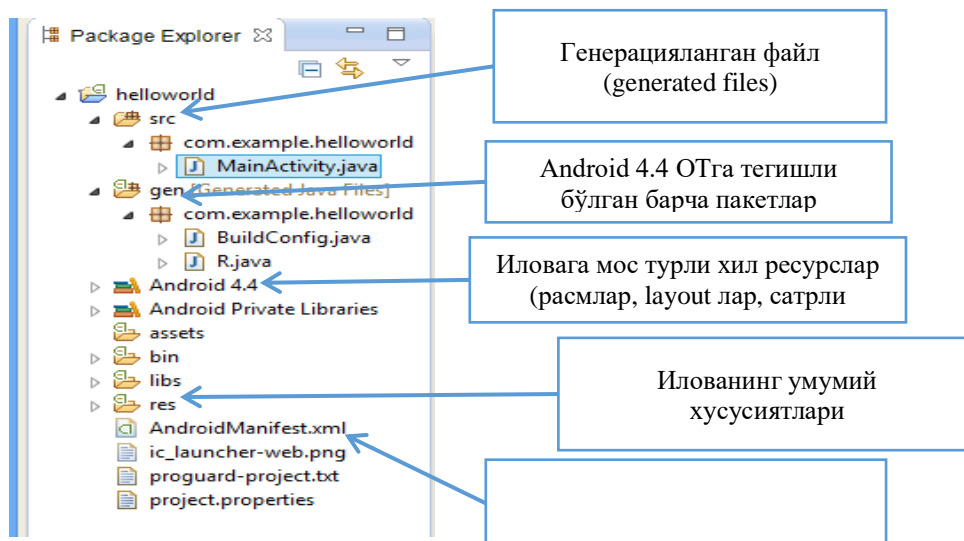 Package Explorer
helloworld
src
com.example.helloworld
MainActivity.java
gen [Generated Java Files]
com.example.helloworld
BuildConfig.java
R.java
Android 4.4
Android Private Libraries
assets
bin
libs
res
AndroidManifest.xml
ic_launcher-web.png
proguard-project.txt
project.properties
Генерацияланган файл
(generated files)
Android 4.4 ОТга тегишли
бўлган барча пакетлар
Иловага мос турли хил ресурслар
(расмлар, layout лар, сатрли
Илованинг умумий
хусусиятлари